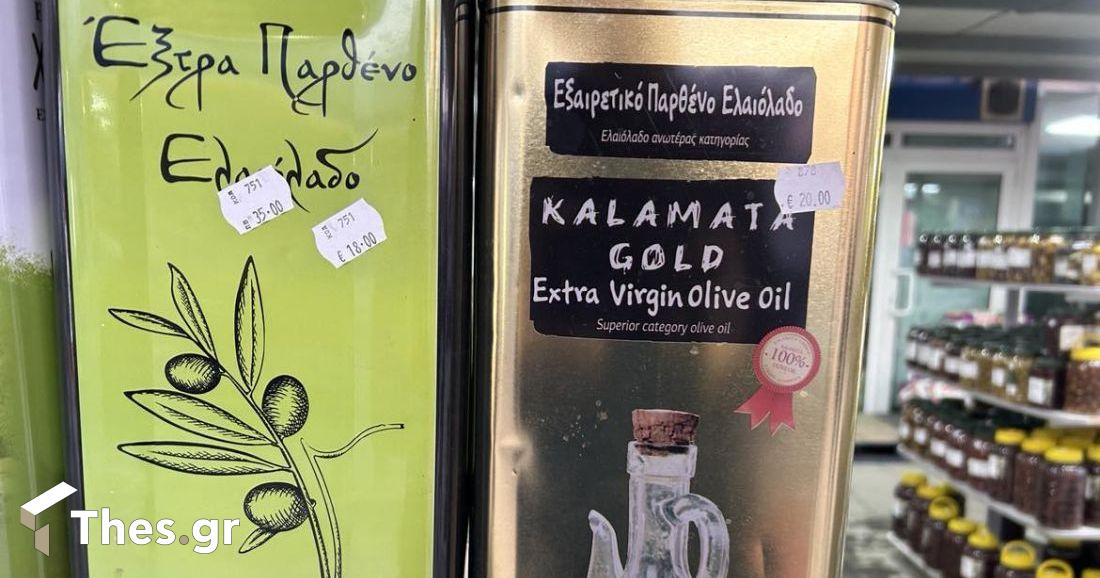 Έξτρα Παρθένο
Ελαιόλαδο
751
€ 35.00
751
€ 18.00
Εξαιρετικό Παρθένο Ελαιόλαδο
Ελαιόλαδο ανωτέρας κατηγορίας
€ 20.00
KALAMATA
GOLD
Extra Virgin Olive Oil
Superior category olive oil
100%
Thes.gr